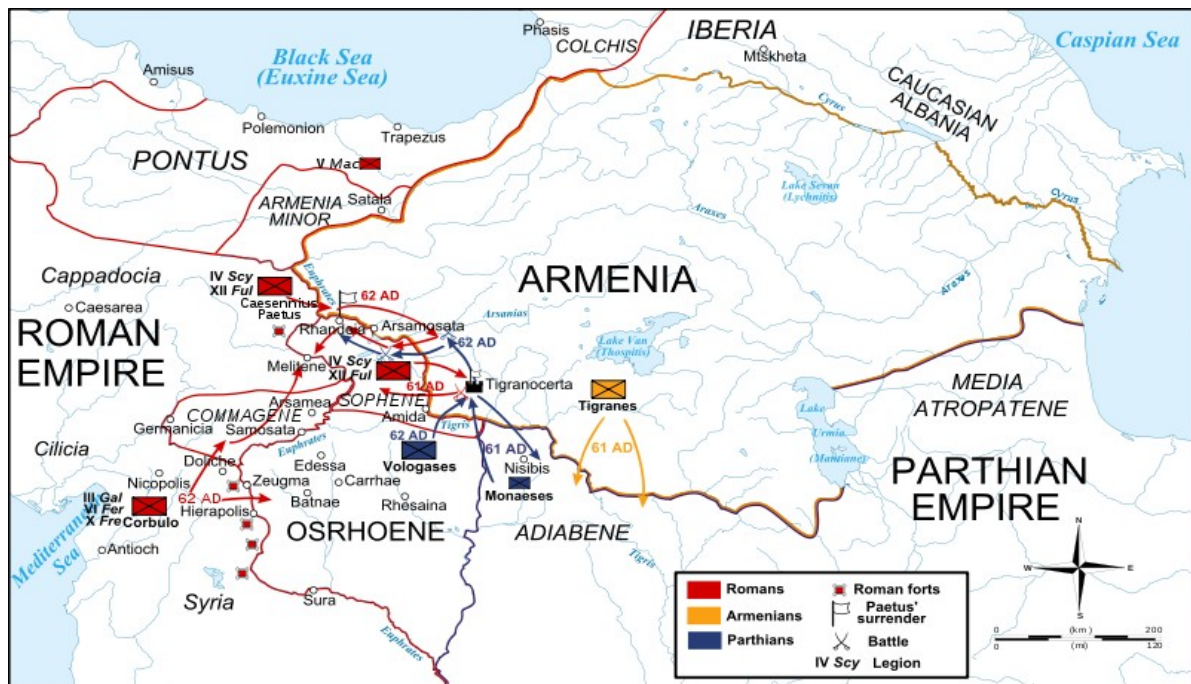 Phasis
COLCHIS
IBERIA
Mtskheta
Caspian Sea
Black Sea
(Euxine Sea)
Amisus
Polemonion
Trapezus
Cyrus
CAUCASIAN
ALBANIA
PONTUS
V Mac
Lake Sevan
(Lychnitis)
Cyrus
ARMENIA
MINOR
Satala
Araxes
Araxes
Cappadocia
Caesarea
IV Scy
XII Ful
Caesennius
Paetus
Euphrates
62 AD
ARMENIA
Arsanias
ROMAN
EMPIRE
Rhandeia
Arsamosata
62 AD
Lake Van
(Thospitis)
Melitene
IV Scy
XII Ful
61 AD
Tigranocerta
Tigranes
MEDIA
ATROPATENE
Arsamea
SOPHENE
COMMAGENE
Germanicia
Samosata
Amida
Tigris
Lake
Urmia
(Mantiane)
Cilicia
Euphrates
62 AD
61 AD
61 AD
Vologases
Nisibis
Monaeses
PARTHIAN
EMPIRE
Doliche
Nicopolis
Zeugma
Edessa
Carrhae
Batnae
Rhesaina
III Gal
VI Fer
X Fre
Corbulo
62 AD
Hierapolis
OSRHOENE
ADIABENE
Mediterranean
Sea
Antioch
Tigris
Syria
Sura
Euphrates
N
W
E
S
Romans
Armenians
Parthians
Roman forts
Paetus'
surrender
Battle
IV Scy Legion
0 (km) 200
0 (mi) 120